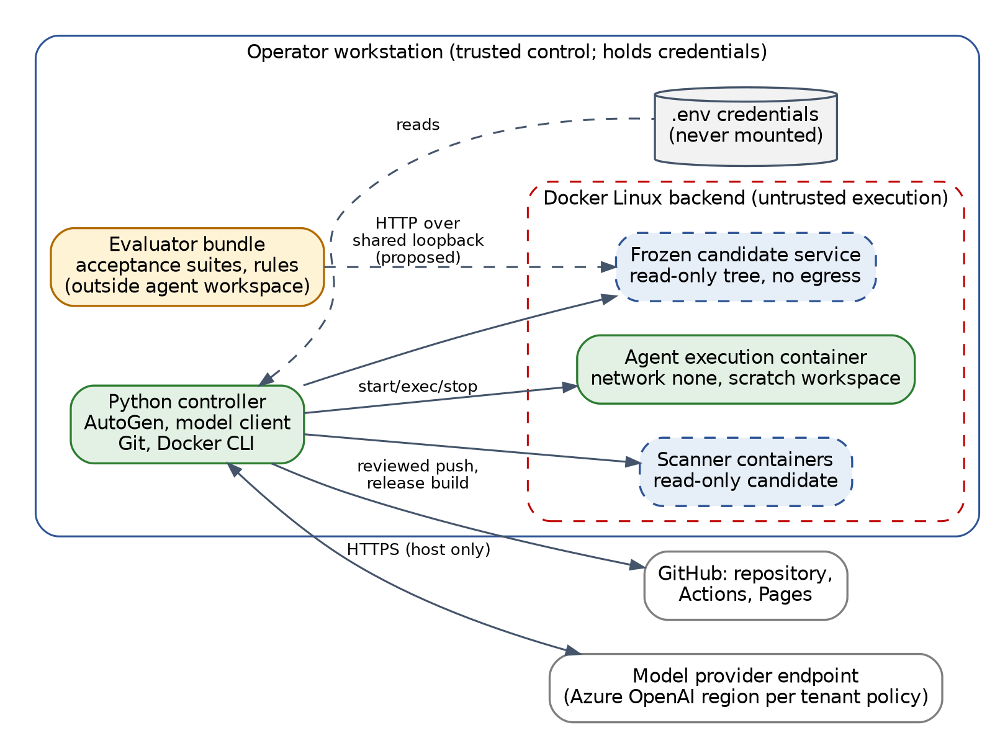 Operator workstation (trusted control; holds credentials)
.env credentials
(never mounted)
reads
Docker Linux backend (untrusted execution)
HTTP over
shared loopback
(proposed)
Evaluator bundle
acceptance suites, rules
(outside agent workspace)
Frozen candidate service
read-only tree, no egress
Agent execution container
network none, scratch workspace
start/exec/stop
Python controller
AutoGen, model client
Git, Docker CLI
Scanner containers
read-only candidate
reviewed push,
release build
HTTPS (host only)
GitHub: repository,
Actions, Pages
Model provider endpoint
(Azure OpenAI region per tenant policy)